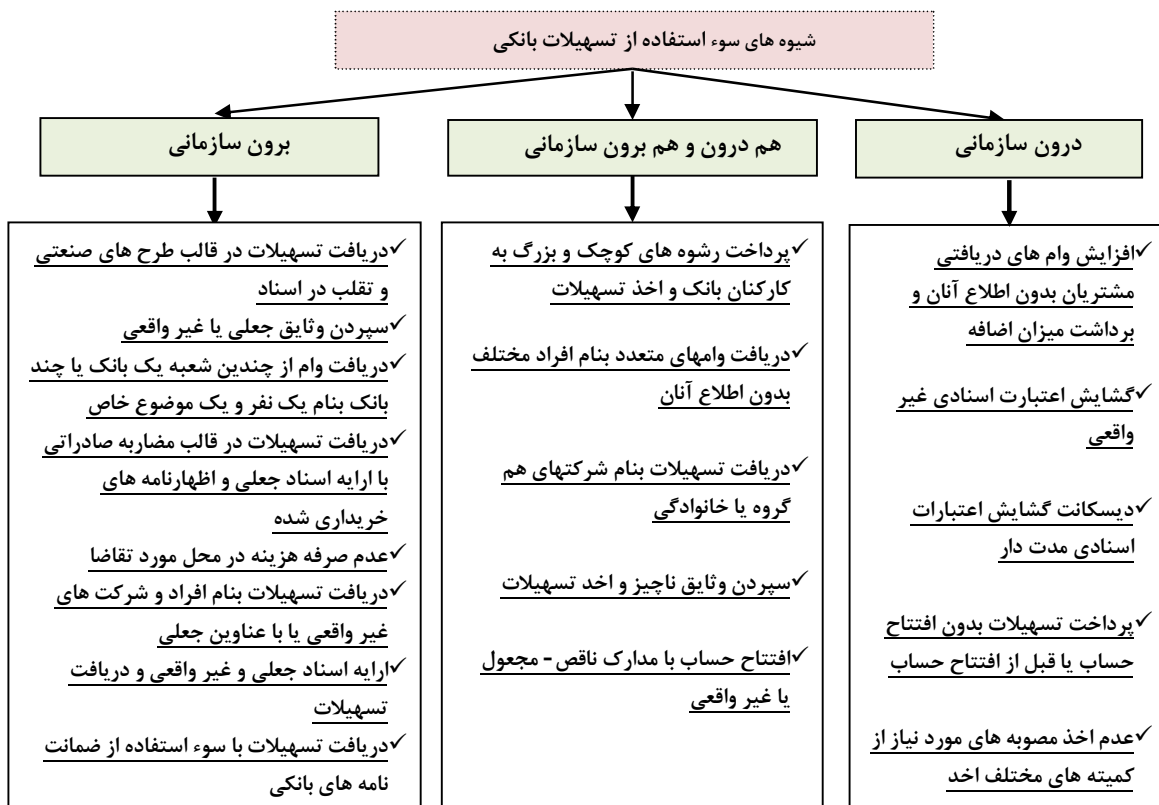 شیوه های سوء استفاده از تسهیلات بانکی
درون سازمانی
هم درون و هم برون سازمانی
برون سازمانی
✓افزایش وام های دریافتی
مشتریان بدون اطلاع آنان و
برداشت میزان اضافه
✓گشایش اعتبارت اسنادی غیر
واقعی
✓دیسکانت گشایش اعتبارات
اسنادی مدت دار
✓پرداخت تسهیلات بدون افتتاح
حساب یا قبل از افتتاح حساب
✓عدم اخذ مصوبه های مورد نیاز از
کمیته های مختلف اخد
✓پرداخت رشوه های کوچک و بزرگ به
کارکنان بانک و اخذ تسهیلات
✓دریافت وامهای متعدد بنام افراد مختلف
بدون اطلاع آنان
✓دریافت تسهیلات بنام شرکتهای هم
گروه یا خانوادگی
✓سپردن وثایق ناچیز و اخد تسهیلات
✓افتتاح حساب با مدارک ناقص - مجعول
یا غیر واقعی
✓دریافت تسهیلات در قالب طرح های صنعتی
و تقلب در اسناد
✓سپردن وثایق جعلی یا غیر واقعی
✓دریافت وام از چندین شعبه یک بانک یا چند
بانک بنام یک نفر و یک موضوع خاص
✓دریافت تسهیلات در قالب مضاربه صادراتی
با ارایه اسناد جعلی و اظهارنامه های
خریداری شده
✓عدم صرفه هزینه در محل مورد تقاضا
✓دریافت تسهیلات بنام افراد و شرکت های
غیر واقعی یا با عناوین جعلی
✓ارایه اسناد جعلی و غیر واقعی و دریافت
تسهیلات
✓دریافت تسهیلات با سوء استفاده از ضمانت
نامه های بانکی